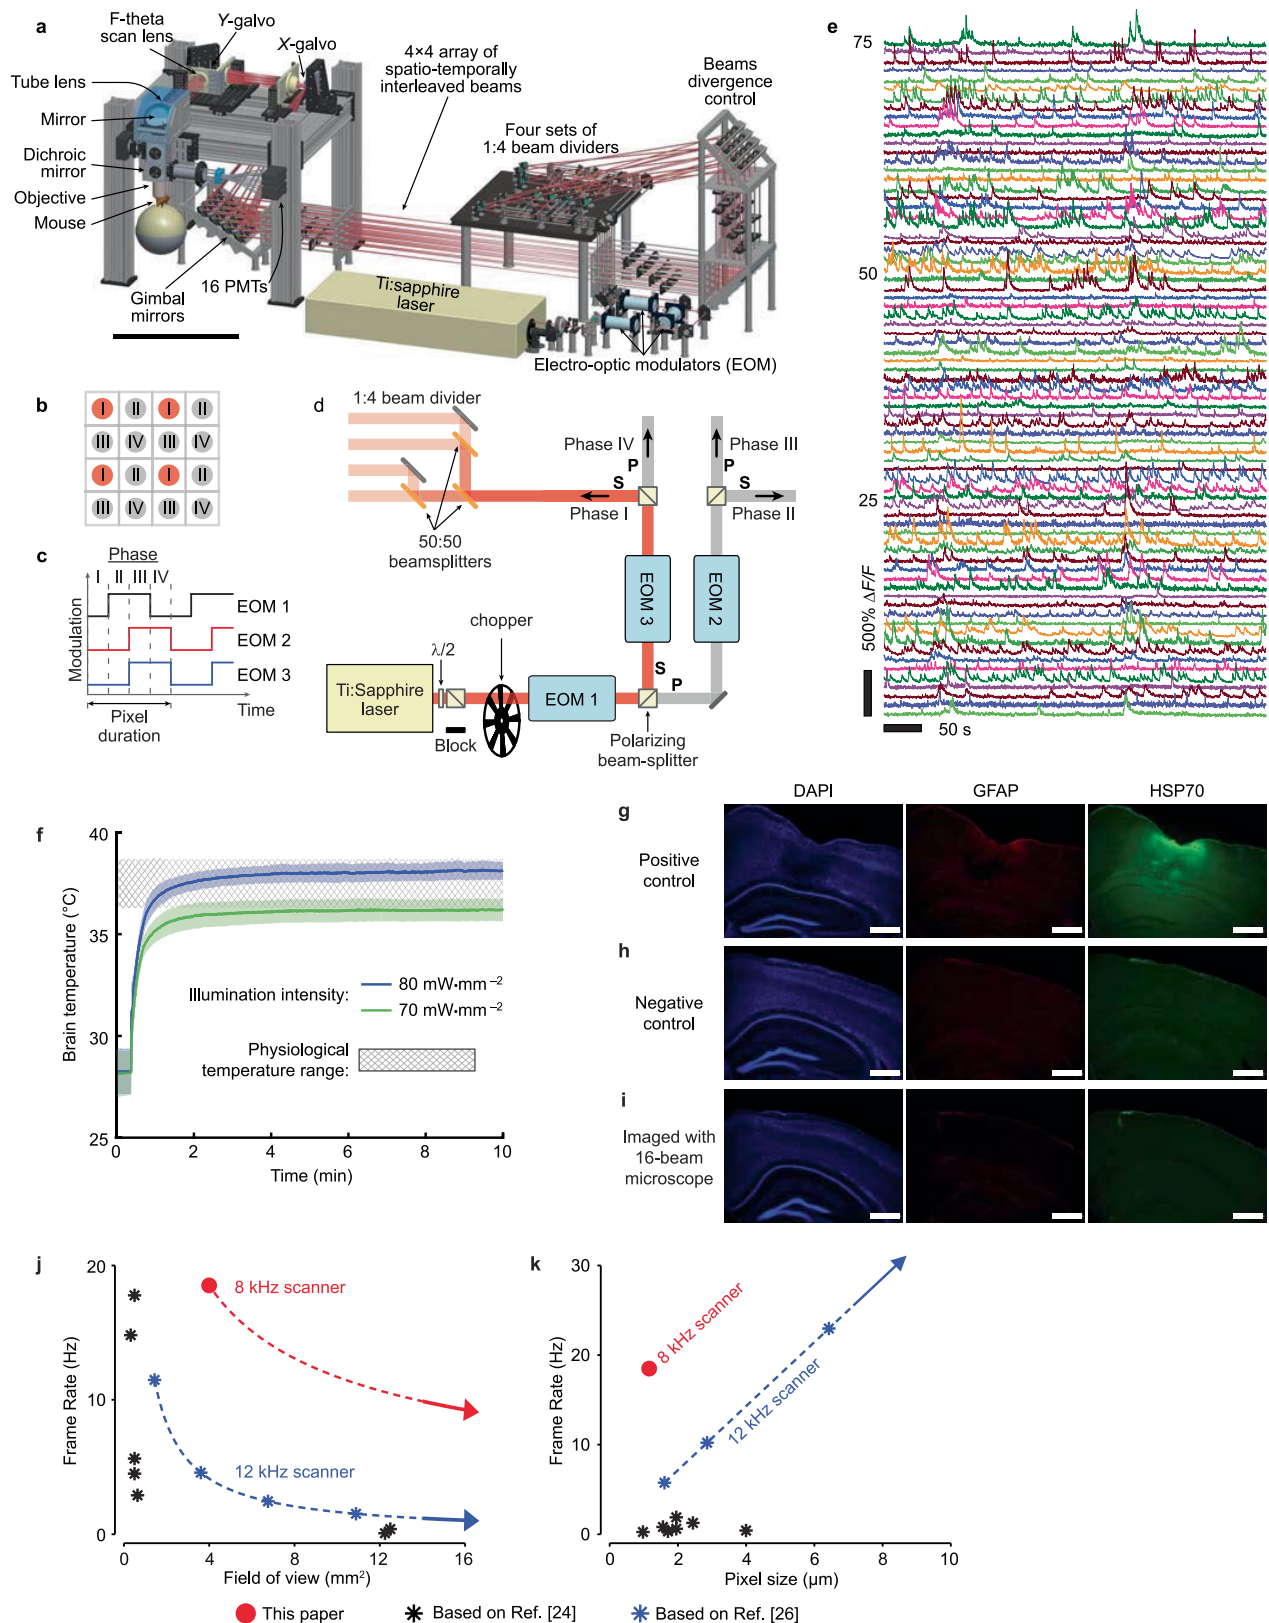 a
F-theta
scan lens
Y-galvo
X-galvo
Tube lens
Mirror
Dichroic
mirror
Objective
Mouse
Gimbal
mirrors
16 PMTs
4×4 array of
spatio-temporally
interleaved beams
Four sets of
1:4 beam dividers
Beams
divergence
control
Ti:sapphire
laser
Electro-optic modulators (EOM)
b
I II I II
III IV III IV
I II I II
III IV III IV
c
Phase
I II III IV
Modulation
EOM 1
EOM 2
EOM 3
Time
Pixel
duration
d
1:4 beam divider
50:50
beamsplitters
Phase IV
P
S
Phase I
Phase III
P
S
Phase II
EOM 3
EOM 2
S
P
chopper
λ/2
Ti:Sapphire
laser
EOM 1
Block
Polarizing
beam-splitter
e
75
50
25
500% ΔF/F
50 s
f
Brain temperature (°C)
40
35
30
25
0 2 4 6 8 10
Time (min)
Illumination intensity:
80 mW·mm−2
70 mW·mm−2
Physiological
temperature range:
DAPI GFAP HSP70
g
Positive
control
h
Negative
control
i
Imaged with
16-beam
microscope
j
Frame Rate (Hz)
20
10
0
0 4 8 12 16
Field of view (mm2)
8 kHz scanner
12 kHz scanner
k
Frame Rate (Hz)
30
20
10
0
0 2 4 6 8 10
Pixel size (µm)
8 kHz scanner
12 kHz scanner
This paper
Based on Ref. [24]
Based on Ref. [26]